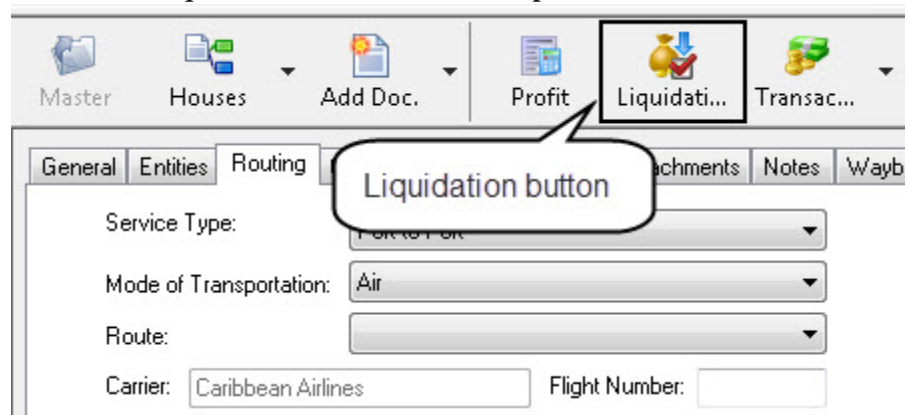 Master Houses Add Doc. Profit Liquidati... Transac...
General Entities Routing achments Notes Wayb
Liquidation button
Service Type:
Mode of Transportation: Air
Route:
Carrier: Caribbean Airlines Flight Number: